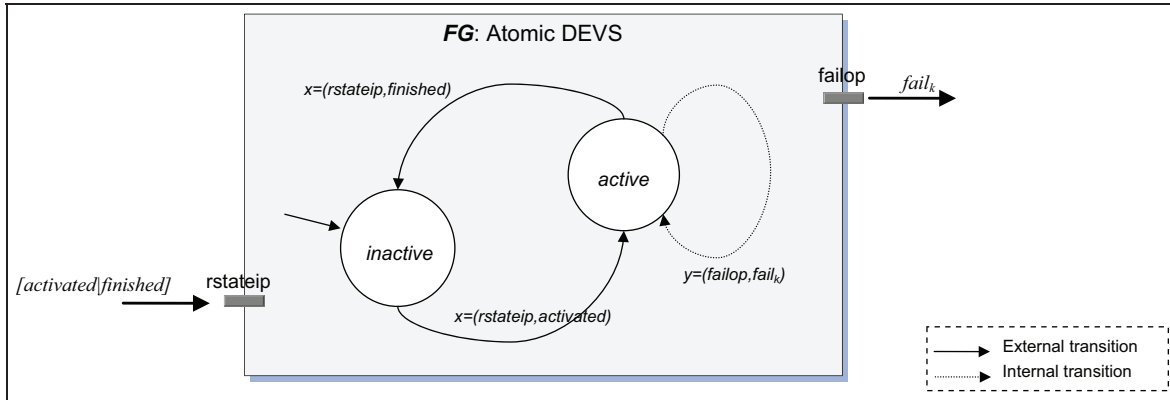 FG: Atomic DEVS
failop
fail_k
x=(rstateip,finished)
active
inactive
[activated|finished]
rstateip
y=(failop,fail_k)
x=(rstateip,activated)
External transition
Internal transition